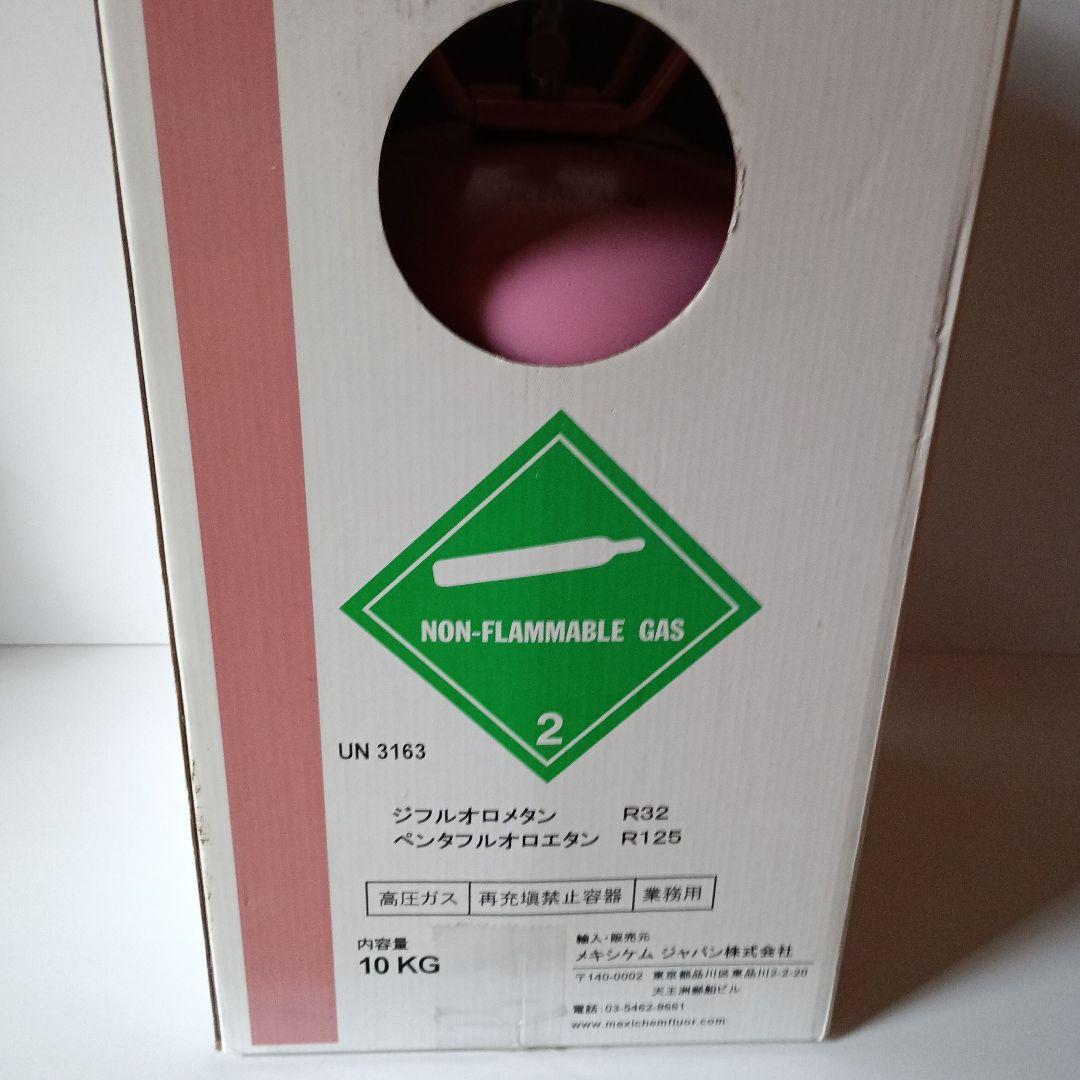 NON-FLAMMABLE GAS
2
UN 3163
ジフルオロメタン R32
ペンタフルオロエタン R125
高圧ガス 再充塡禁止容器 業務用
内容量
10 KG
輸入・販売元
メキシケム ジャパン株式会社
〒140-0002 東京都品川区東品川2-2-20
天王洲郵船ビル
電話：03-5462-8661
www.mexichemfluor.com